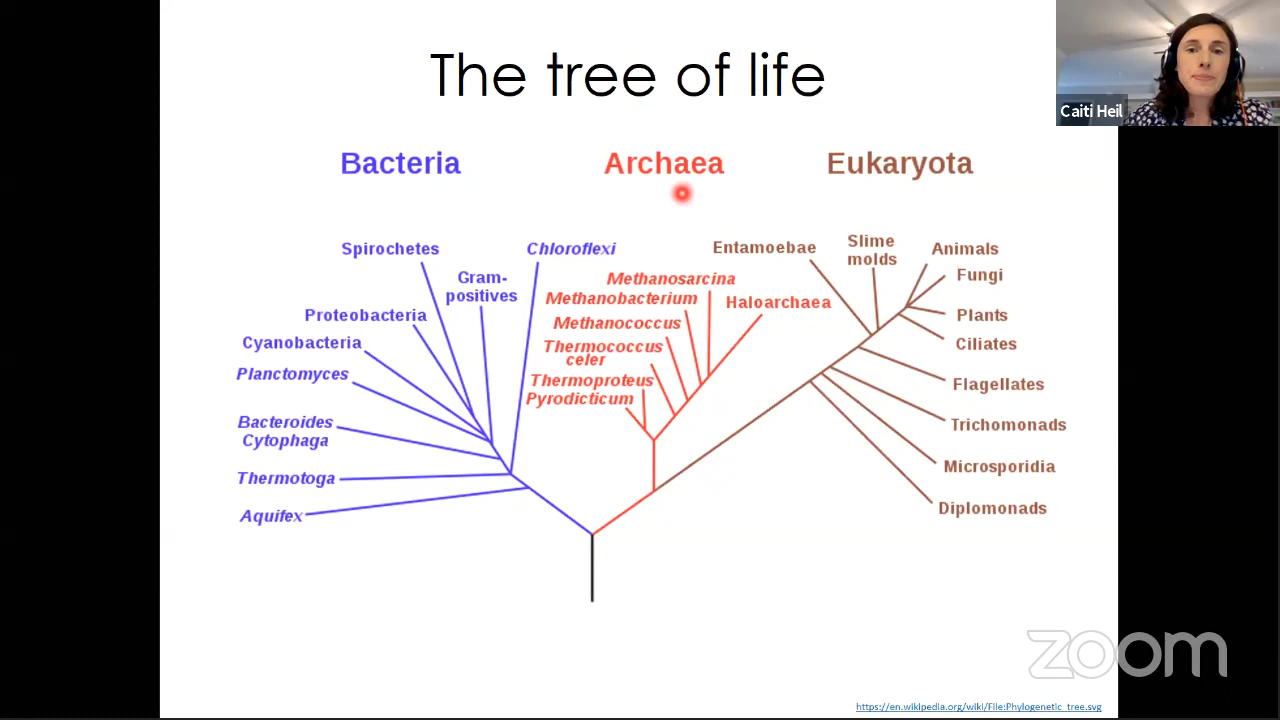 The tree of life
Caiti Heil
Bacteria
Archaea
Eukaryota
Spirochetes
Chloroflexi
Gram-
positives
Proteobacteria
Cyanobacteria
Planctomyces
Bacteroides
Cytophaga
Thermotoga
Aquifex
Methanosarcina
Methanobacterium
Haloarchaea
Methanococcus
Thermococcus
celer
Thermoproteus
Pyrodicticum
Entamoebae
Slime
molds
Animals
Fungi
Plants
Ciliates
Flagellates
Trichomonads
Microsporidia
Diplomonads
zoom
https://en.wikipedia.org/wiki/File:Phylogenetic_tree.svg